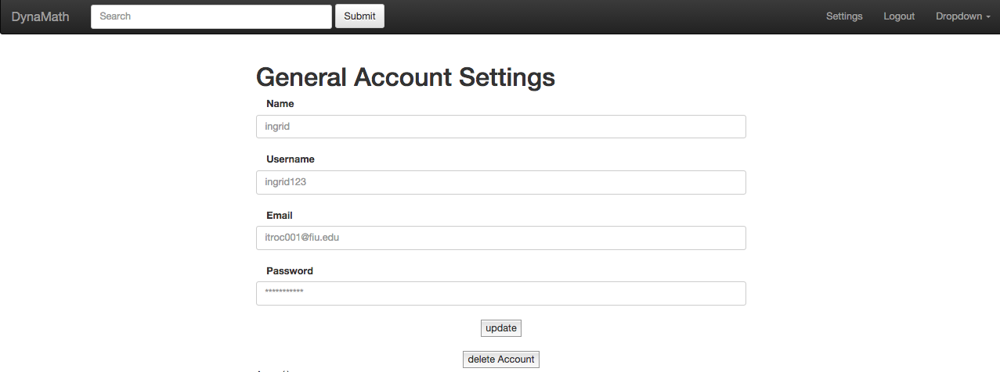 DynaMath Search Submit Settings Logout Dropdown
General Account Settings
Name
ingrid
Username
ingrid123
Email
itroc001@fiu.edu
Password
***********
update
delete Account